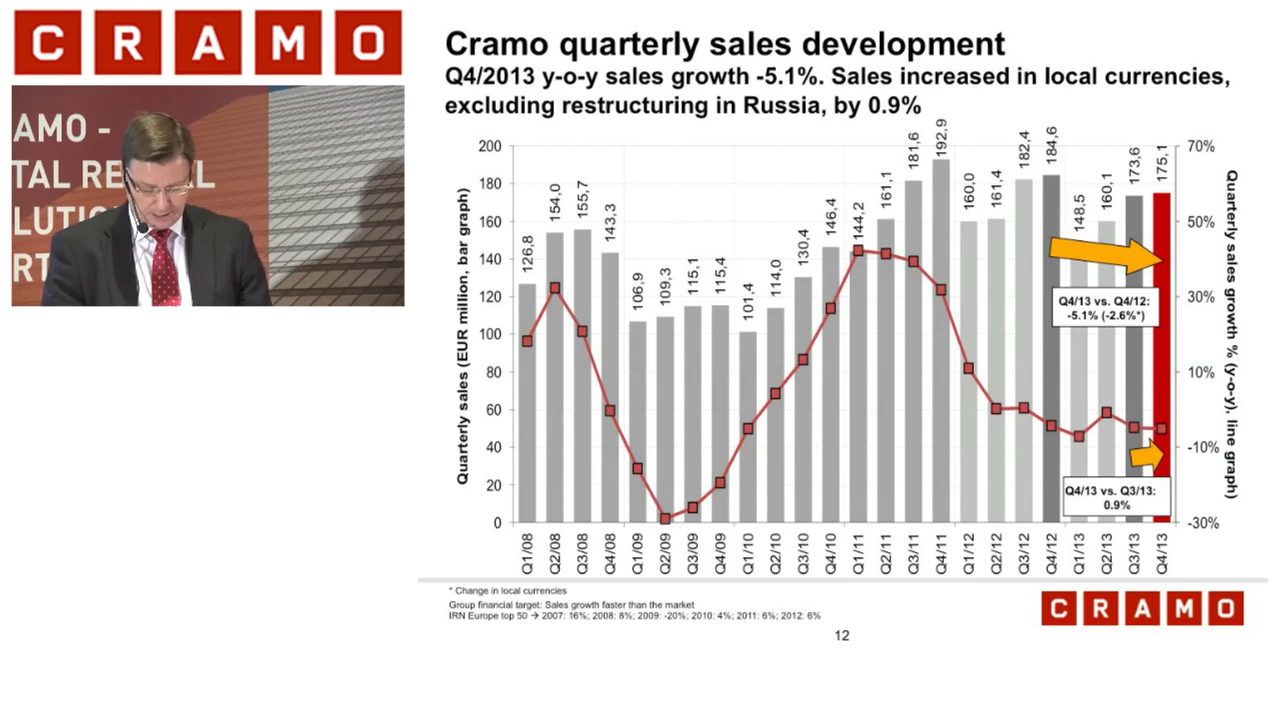 CRAMO
AMO -
TAL RE
L
LUTI
RT
Cramo quarterly sales development
Q4/2013 y-o-y sales growth -5.1%. Sales increased in local currencies,
excluding restructuring in Russia, by 0.9%
Quarterly sales (EUR million, bar graph)
200
180
160
140
120
100
80
60
40
20
0
126,8
154,0
155,7
143,3
106,9
109,3
115,1
115,4
101,4
114,0
130,4
146,4
144,2
161,1
181,6
192,9
160,0
161,4
182,4
184,6
148,5
160,1
173,6
175,1
70%
50%
30%
10%
-10%
-30%
Quarterly sales growth % (y-o-y), line graph)
Q4/13 vs. Q4/12:
-5.1% (-2.6%*)
Q4/13 vs. Q3/13:
0.9%
Q1/08
Q2/08
Q3/08
Q4/08
Q1/09
Q2/09
Q3/09
Q4/09
Q1/10
Q2/10
Q3/10
Q4/10
Q1/11
Q2/11
Q3/11
Q4/11
Q1/12
Q2/12
Q3/12
Q4/12
Q1/13
Q2/13
Q3/13
Q4/13
* Change in local currencies
Group financial target: Sales growth faster than the market
IRN Europe top 50 → 2007: 16%; 2008: 8%; 2009: -20%; 2010: 4%; 2011: 6%; 2012: 6%
CRAMO
12